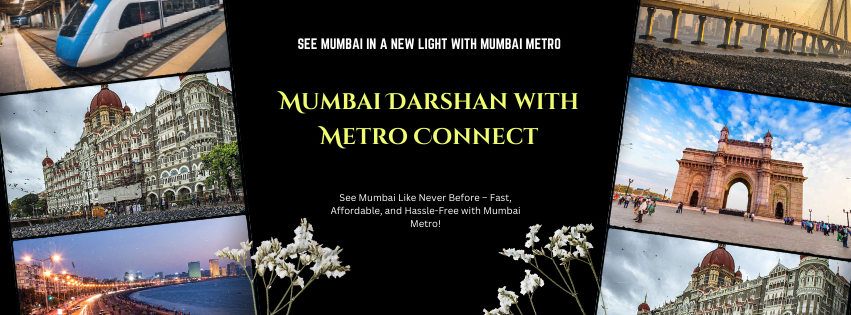 SEE MUMBAI IN A NEW LIGHT WITH MUMBAI METRO
MUMBAI DARSHAN WITH
METRO CONNECT
See Mumbai Like Never Before – Fast,
Affordable, and Hassle-Free with Mumbai
Metro!